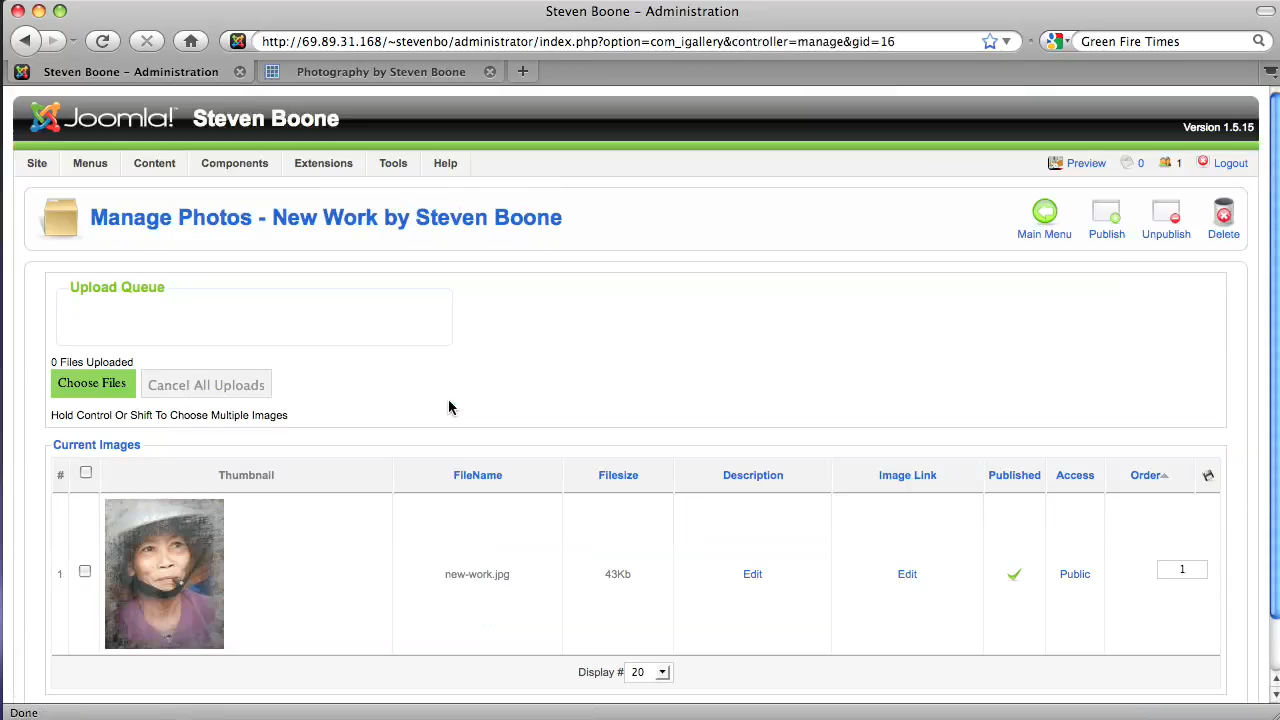 Steven Boone – Administration
http://69.89.31.168/~stevenbo/administrator/index.php?option=com_igallery&controller=manage&gid=16
Green Fire Times
Steven Boone – Administration
Photography by Steven Boone
Joomla!™ Steven Boone
Version 1.5.15
Site Menus Content Components Extensions Tools Help Preview 0 1 Logout
Manage Photos - New Work by Steven Boone
Main Menu Publish Unpublish Delete
Upload Queue
0 Files Uploaded
Choose Files Cancel All Uploads
Hold Control Or Shift To Choose Multiple Images
Current Images
# Thumbnail FileName Filesize Description Image Link Published Access Order
1 new-work.jpg 43Kb Edit Edit Public 1
Display # 20
Done